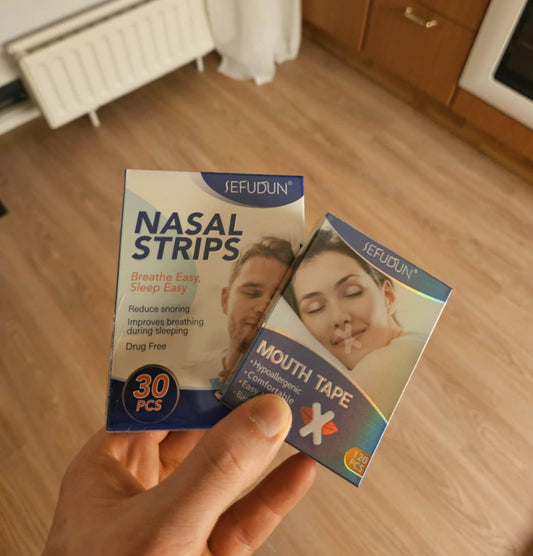 SEFUDUN®
NASAL
STRIPS
Breathe Easy,
Sleep Easy
Reduce snoring
Improves breathing
during sleeping
Drug Free
30
PCS
SEFUDUN®
MOUTH TAPE
•Hypoallergenic
•Comfortable
120
PCS